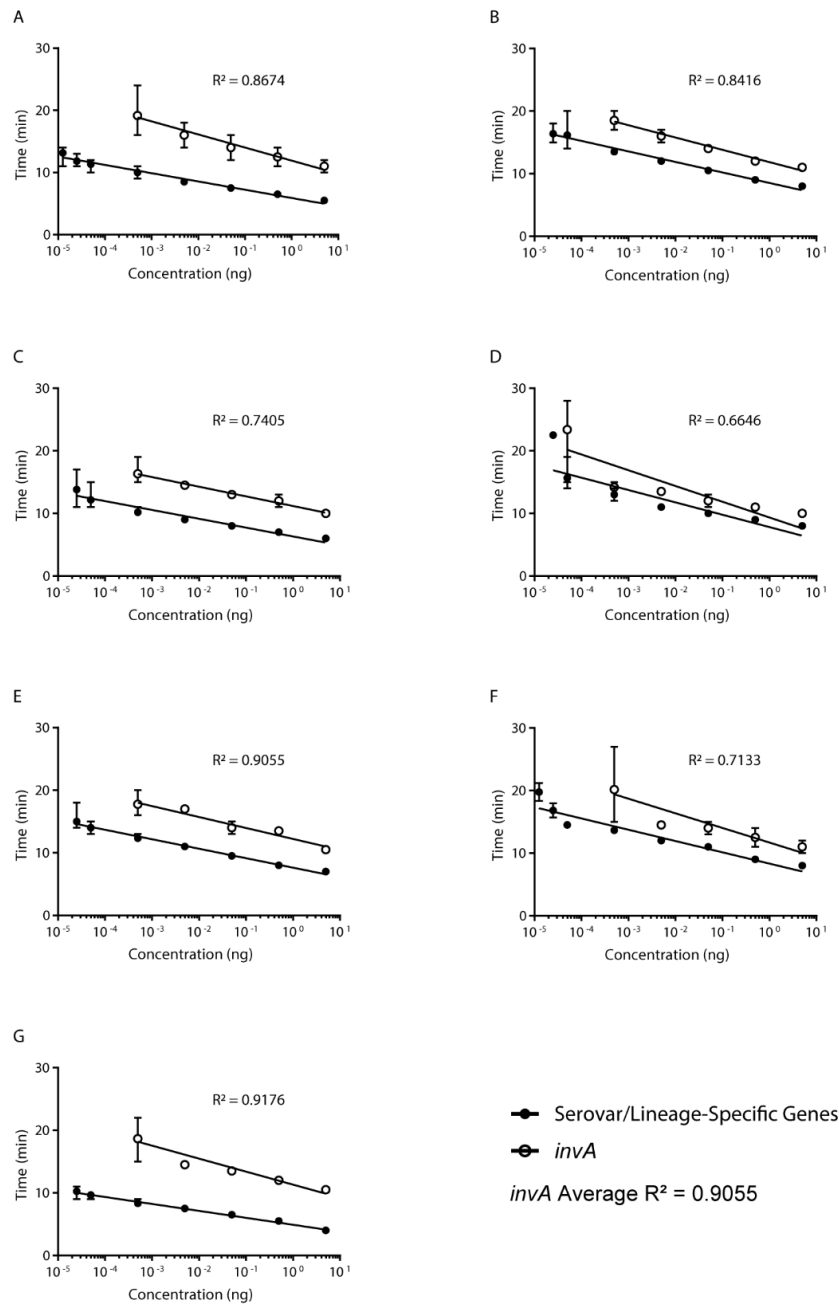 A
30
20
10
0
Time (min)
R² = 0.8674
10⁻⁵ 10⁻⁴ 10⁻³ 10⁻² 10⁻¹ 10⁰ 10¹
Concentration (ng)
B
30
20
10
0
Time (min)
R² = 0.8416
10⁻⁵ 10⁻⁴ 10⁻³ 10⁻² 10⁻¹ 10⁰ 10¹
Concentration (ng)
C
30
20
10
0
Time (min)
R² = 0.7405
10⁻⁵ 10⁻⁴ 10⁻³ 10⁻² 10⁻¹ 10⁰ 10¹
Concentration (ng)
D
30
20
10
0
Time (min)
R² = 0.6646
10⁻⁵ 10⁻⁴ 10⁻³ 10⁻² 10⁻¹ 10⁰ 10¹
Concentration (ng)
E
30
20
10
0
Time (min)
R² = 0.9055
10⁻⁵ 10⁻⁴ 10⁻³ 10⁻² 10⁻¹ 10⁰ 10¹
Concentration (ng)
F
30
20
10
0
Time (min)
R² = 0.7133
10⁻⁵ 10⁻⁴ 10⁻³ 10⁻² 10⁻¹ 10⁰ 10¹
Concentration (ng)
G
30
20
10
0
Time (min)
R² = 0.9176
10⁻⁵ 10⁻⁴ 10⁻³ 10⁻² 10⁻¹ 10⁰ 10¹
Concentration (ng)
Serovar/Lineage-Specific Genes
invA
invA Average R² = 0.9055